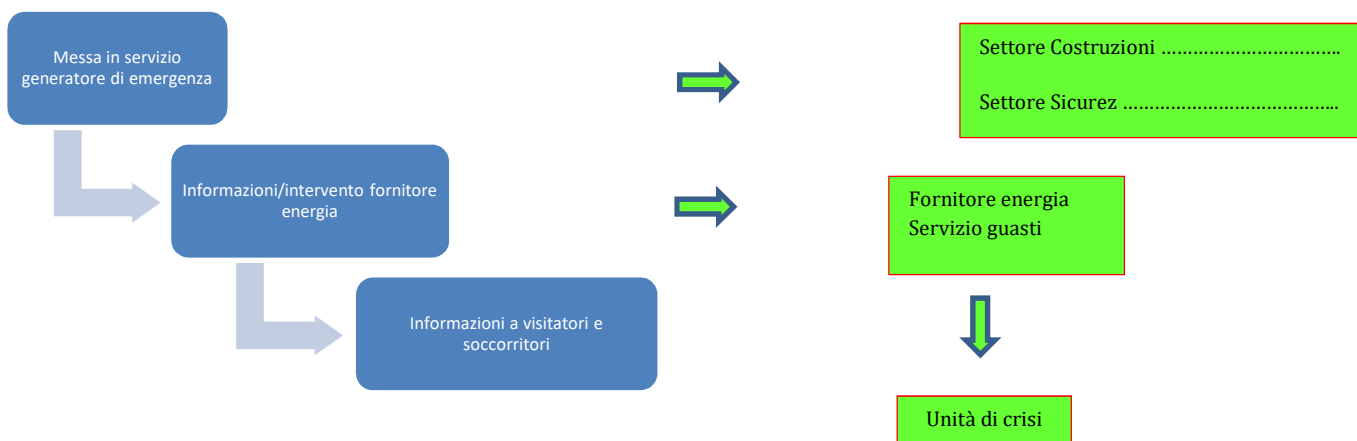 Messa in servizio
generatore di emergenza
Settore Costruzioni ……………………………..
Settore Sicurez …………………………………..
Informazioni/intervento fornitore
energia
Fornitore energia
Servizio guasti
Informazioni a visitatori e
soccorritori
Unità di crisi